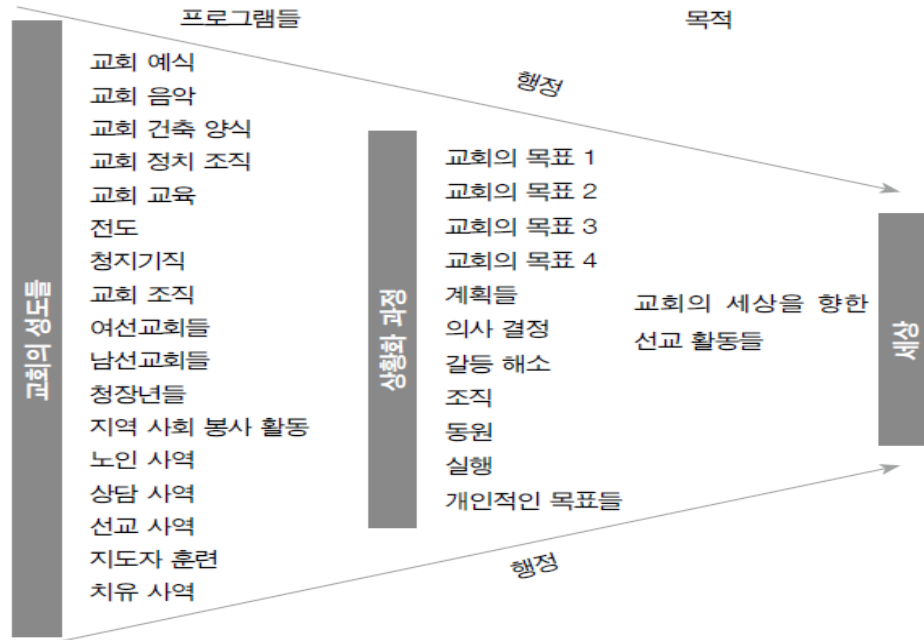 프로그램들
목적
행정
교회의 성도들
교회 예식
교회 음악
교회 건축 양식
교회 정치 조직
교회 교육
전도
청지기직
교회 조직
여선교회들
남선교회들
청장년들
지역 사회 봉사 활동
노인 사역
상담 사역
선교 사역
지도자 훈련
치유 사역
상황화 과정
교회의 목표 1
교회의 목표 2
교회의 목표 3
교회의 목표 4
계획들
의사 결정
갈등 해소
조직
동원
실행
개인적인 목표들
교회의 세상을 향한
선교 활동들
세상
행정